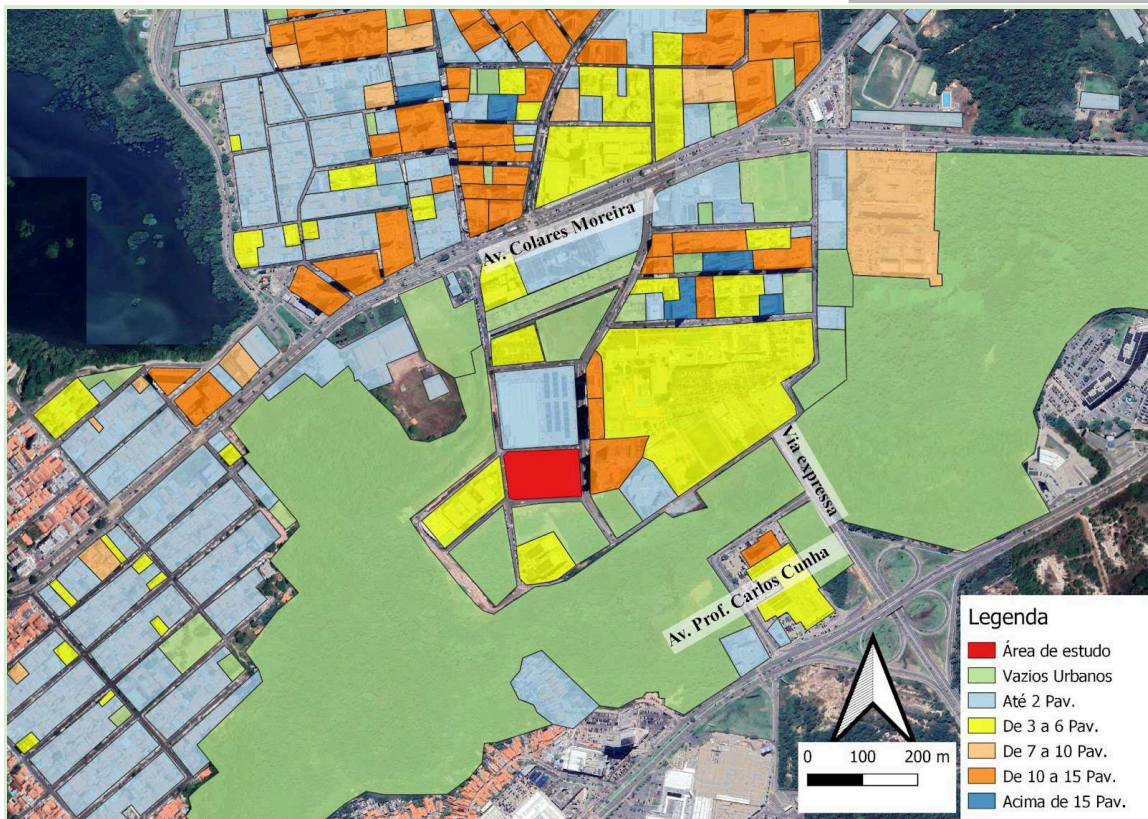 Av. Colares Moreira
Via expressa
Av. Prof. Carlos Cunha
Legenda
Área de estudo
Vazios Urbanos
Até 2 Pav.
De 3 a 6 Pav.
De 7 a 10 Pav.
De 10 a 15 Pav.
Acima de 15 Pav.
0 100 200 m